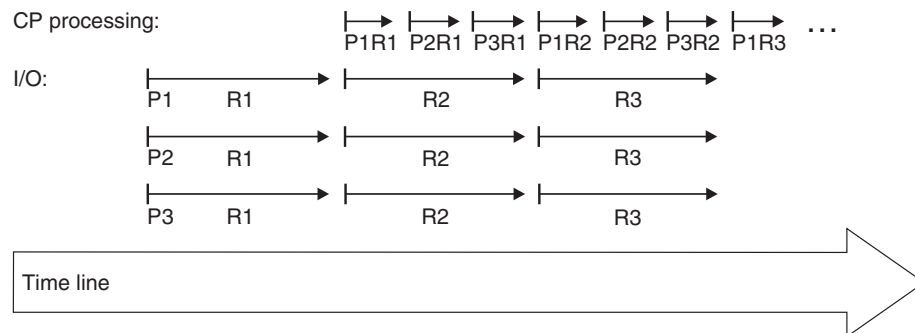 CP processing:
P1R1 P2R1 P3R1 P1R2 P2R2 P3R2 P1R3 ...
I/O:
P1 R1 R2 R3
P2 R1 R2 R3
P3 R1 R2 R3
Time line